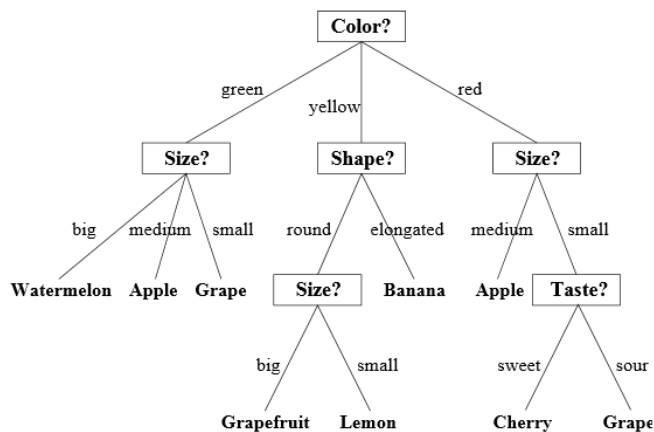 Color?
green
yellow
red
Size?
Shape?
Size?
big
medium
small
round
elongated
medium
small
Watermelon
Apple
Grape
Size?
Banana
Apple
Taste?
big
small
sweet
sour
Grapefruit
Lemon
Cherry
Grape